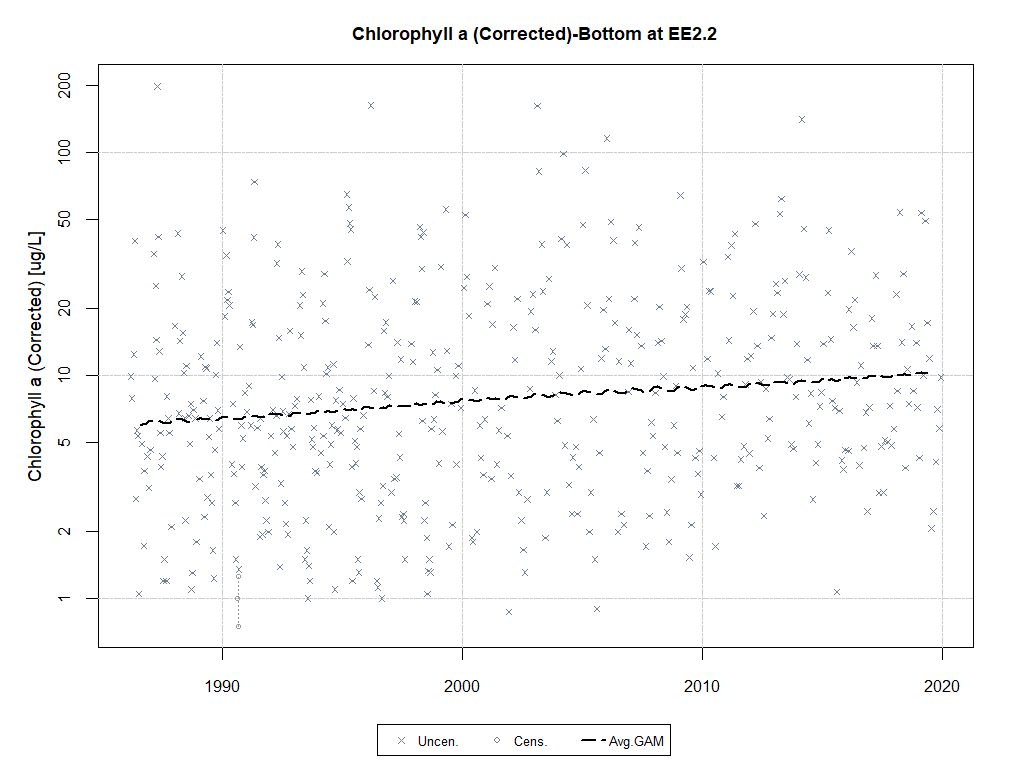 Chlorophyll a (Corrected)-Bottom at EE2.2
Chlorophyll a (Corrected) [ug/L]
200
100
50
20
10
5
2
1
1990 2000 2010 2020
Uncen. Cens. Avg.GAM